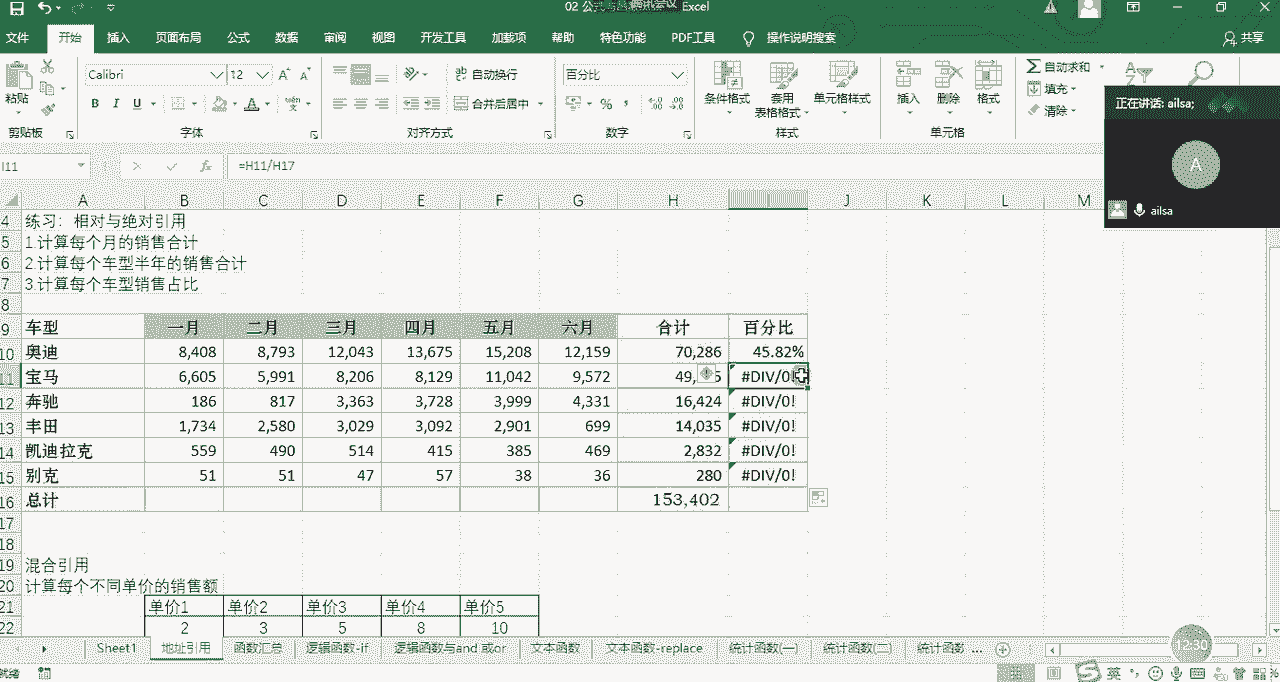 02 公 腾讯会议 Excel
文件 开始 插入 页面布局 公式 数据 审阅 视图 开发工具 加载项 帮助 特色功能 PDF工具 操作说明搜索 共享
Calibri 12 自动换行 百分比 Σ 自动求和
粘贴 B I U 合并后居中 % 条件格式 套用 表格格式 单元格样式 插入 删除 格式 填充 清除
剪贴板 字体 对齐方式 数字 样式 单元格
正在讲话: ailsa;
A
ailsa
I11 fx =H11/H17
A B C D E F G H J K L M
4 练习：相对与绝对引用
5 1.计算每个月的销售合计
6 2.计算每个车型半年的销售合计
7 3.计算每个车型销售占比
8
9 车型 一月 二月 三月 四月 五月 六月 合计 百分比
10 奥迪 8,408 8,793 12,043 13,675 15,208 12,159 70,286 45.82%
11 宝马 6,605 5,991 8,206 8,129 11,042 9,572 49, 5 #DIV/0!
12 奔驰 186 817 3,363 3,728 3,999 4,331 16,424 #DIV/0!
13 丰田 1,734 2,580 3,029 3,092 2,901 699 14,035 #DIV/0!
14 凯迪拉克 559 490 514 415 385 469 2,832 #DIV/0!
15 别克 51 51 47 57 38 36 280 #DIV/0!
16 总计 153,402
17
18
19 混合引用
20 计算每个不同单价的销售额
21 单价1 单价2 单价3 单价4 单价5
22 2 3 5 8 10
Sheet1 地址引用 函数汇总 逻辑函数-if 逻辑函数与and 或or 文本函数 文本函数-replace 统计函数(一) 统计函数(二) 统计函数 ...
12:30
就绪 英